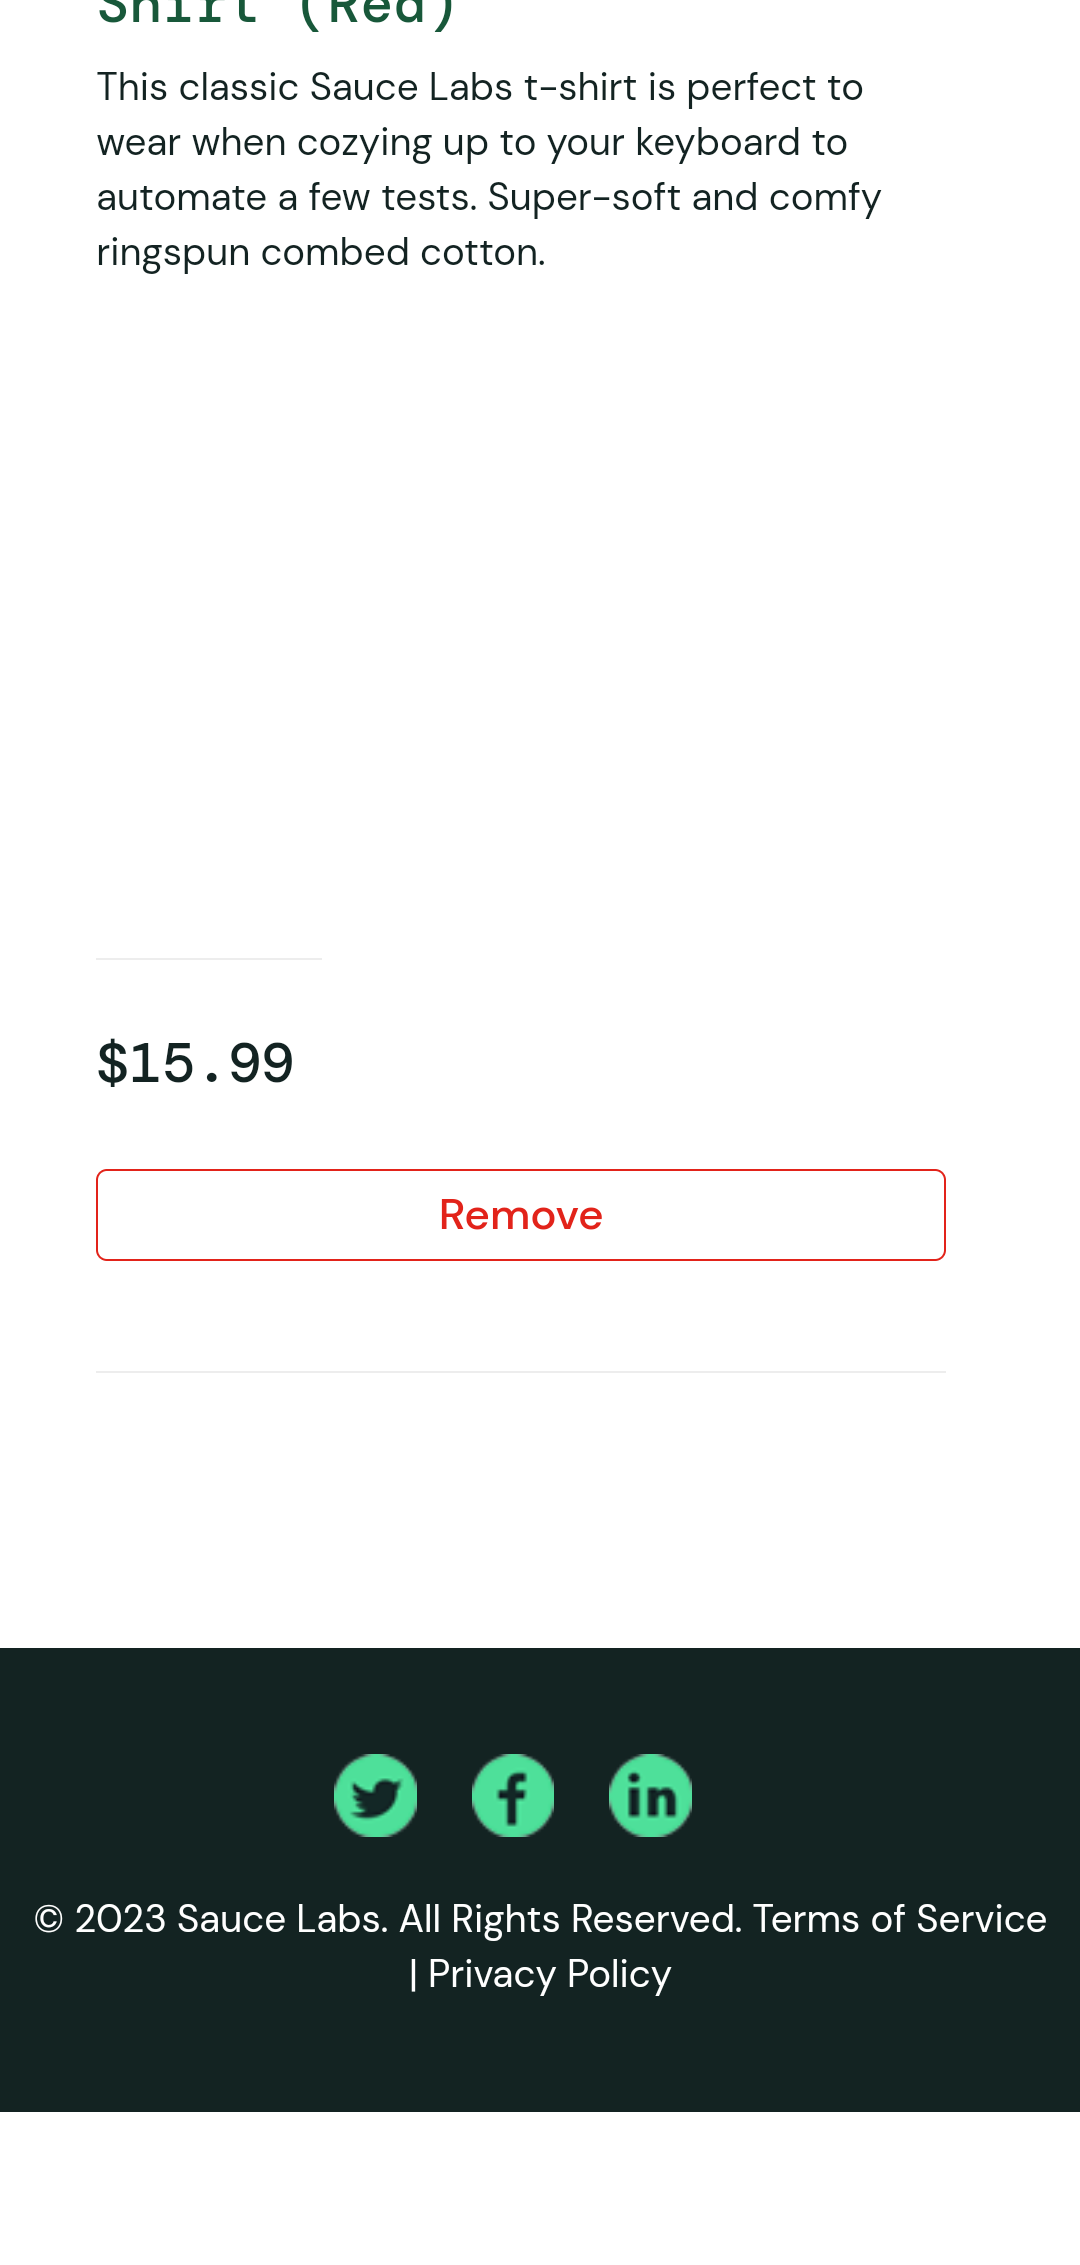 Shirt (Red)
This classic Sauce Labs t-shirt is perfect to
wear when cozying up to your keyboard to
automate a few tests. Super-soft and comfy
ringspun combed cotton.
$15.99
Remove
© 2023 Sauce Labs. All Rights Reserved. Terms of Service
| Privacy Policy